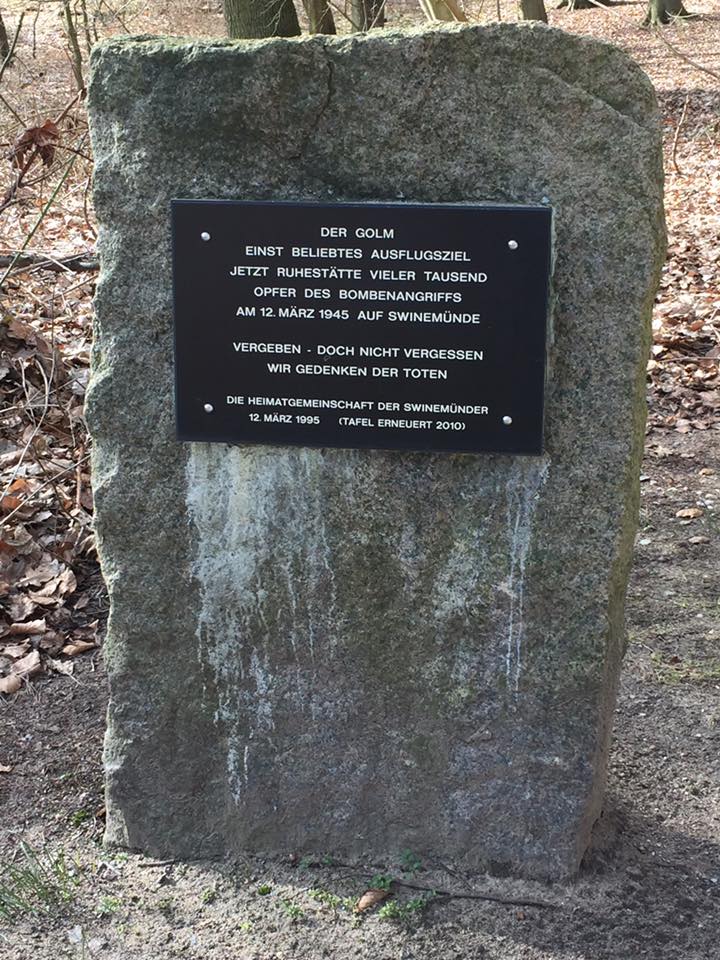 DER GOLM
EINST BELIEBTES AUSFLUGSZIEL
JETZT RUHESTÄTTE VIELER TAUSEND
OPFER DES BOMBENANGRIFFS
AM 12. MÄRZ 1945 AUF SWINEMÜNDE
VERGEBEN - DOCH NICHT VERGESSEN
WIR GEDENKEN DER TOTEN
DIE HEIMATGEMEINSCHAFT DER SWINEMÜNDER
12. MÄRZ 1995 (TAFEL ERNEUERT 2010)